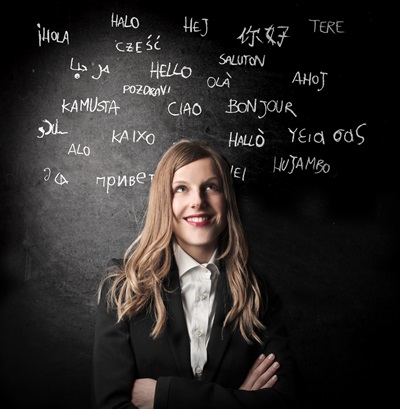 ¡HOLA HALO HEJ 你好 TERE
CZEŚĆ SALUTON
مرحبا HELLO OLÀ AHOJ
POZDRAVI
KAMUSTA CIAO BONJOUR
KAIXO HALLÒ γεια σας
ALO HUJAMBO
привет